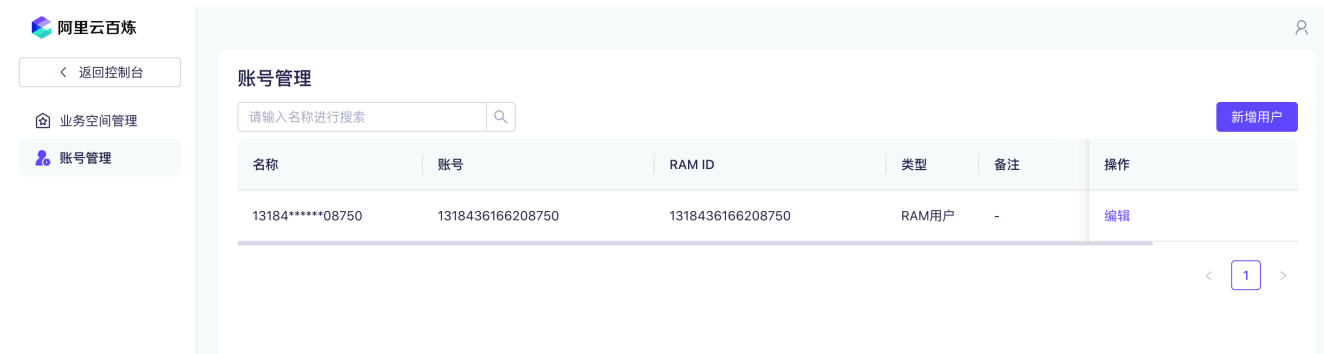 阿里云百炼
返回控制台
业务空间管理
账号管理
账号管理
请输入名称进行搜索
新增用户
名称 账号 RAM ID 类型 备注 操作
13184******08750 1318436166208750 1318436166208750 RAM用户 - 编辑
< 1 >